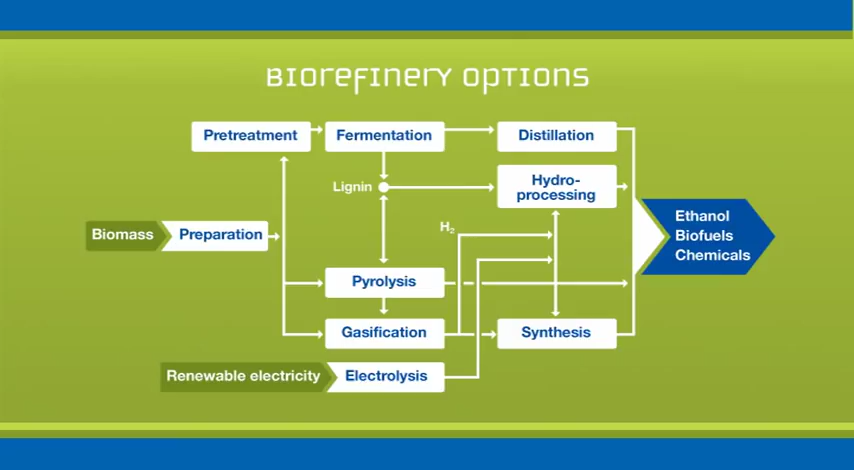 BIOREFINERY OPTIONS
Pretreatment
Fermentation
Distillation
Lignin
Hydro-
processing
H₂
Ethanol
Biofuels
Chemicals
Biomass
Preparation
Pyrolysis
Gasification
Synthesis
Renewable electricity
Electrolysis